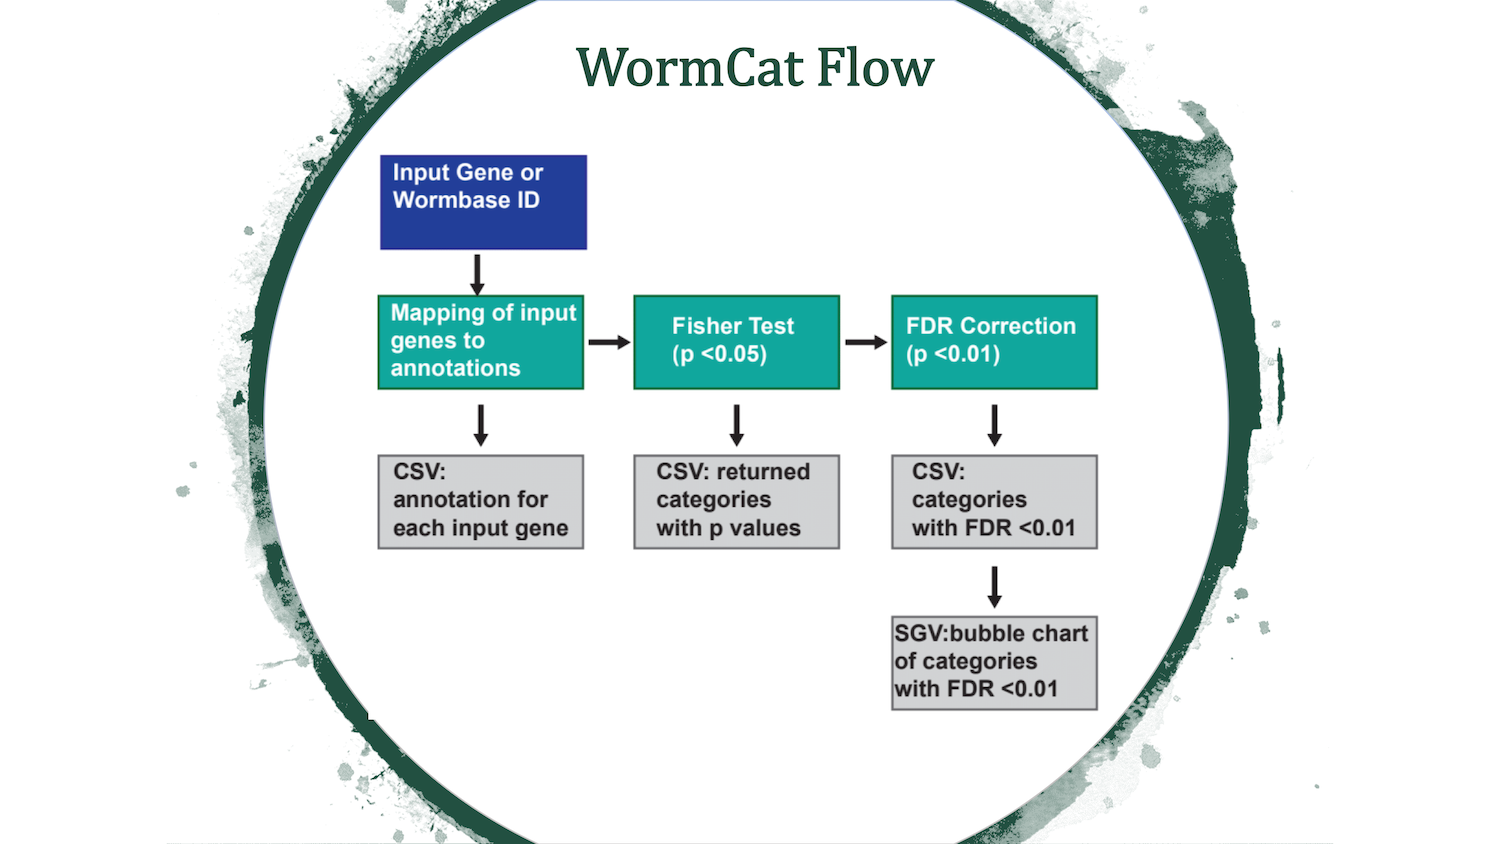 WormCat Flow
Input Gene or
Wormbase ID
Mapping of input
genes to
annotations
Fisher Test
(p <0.05)
FDR Correction
(p <0.01)
CSV:
annotation for
each input gene
CSV: returned
categories
with p values
CSV:
categories
with FDR <0.01
SGV:bubble chart
of categories
with FDR <0.01